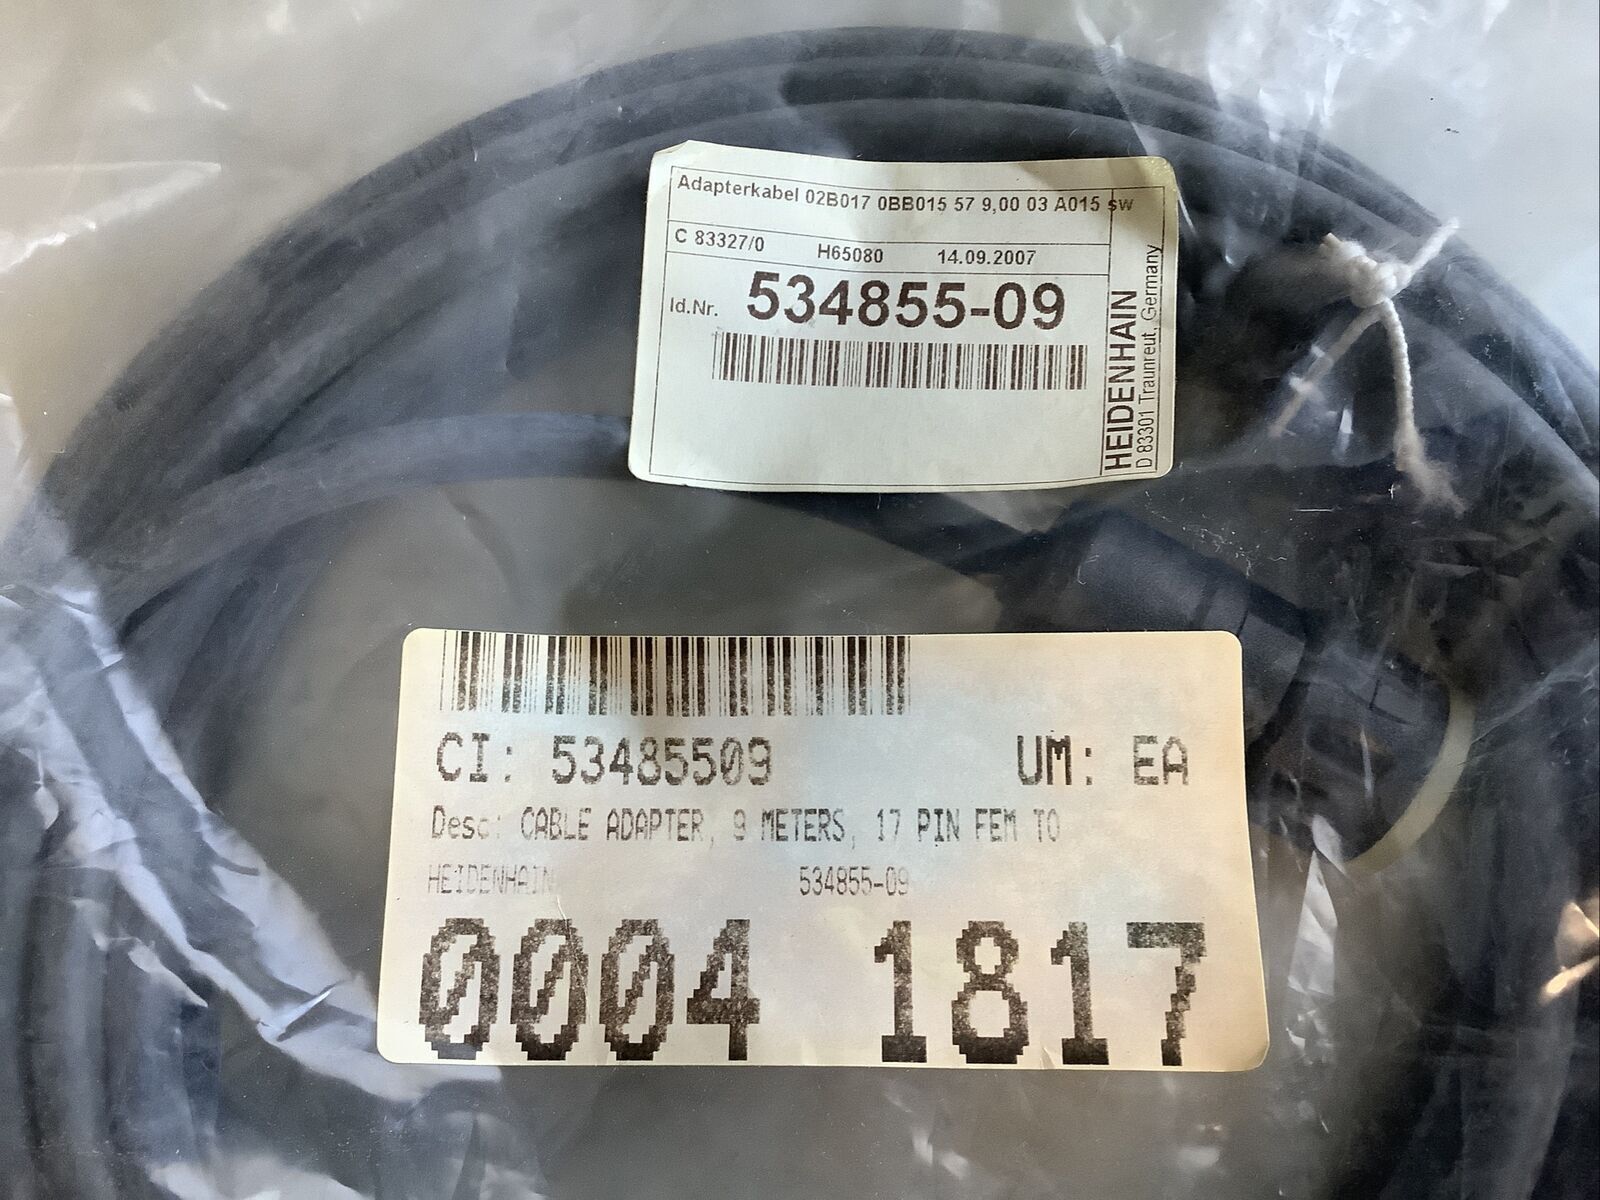 Adapterkabel 02B017 0BB015 57 9,00 03 A015 sw
C 83327/0 H65080 14.09.2007
Id.Nr. 534855-09
HEIDENHAIN
D 83301 Traunreut, Germany
CI: 53485509 UM: EA
Desc: CABLE ADAPTER, 9 METERS, 17 PIN FEM TO
HEIDENHAIN 534855-09
0004 1817